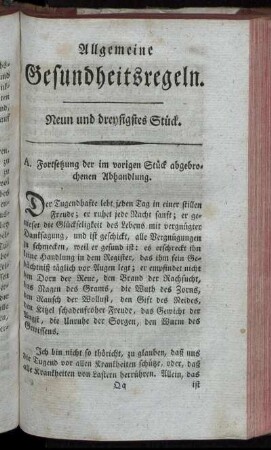 Allgemeine
Gesundheitsregeln.
Neun und dreyßigstes Stück.
A. Fortsetzung der im vorigen Stück abgebro-
chenen Abhandlung.
Der Tugendhafte lebt jeden Tag in einer stillen
Freude; er ruhet jede Nacht sanft; er ge-
nießet die Glückseligkeit des Lebens mit vergnügter
Danksagung, und ist geschickt, alle Vergnügungen
zu schmecken, weil er gesund ist: es erschreckt ihn
keine Handlung in dem Register, das ihm sein Ge-
dächtniß täglich vor Augen legt; er empfindet nicht
den Dorn der Reue, den Brand der Rachsucht,
das Nagen des Grams, die Wuth des Zorns,
den Rausch der Wollust, den Gift des Neides,
den Kitzel schadenfroher Freude, das Gewicht der
Angst, die Unruhe der Sorgen, den Wurm des
Gewissens.
Ich bin nicht so thöricht, zu glauben, daß uns
die Tugend vor allen Krankheiten schütze, oder, daß
alle Krankheiten von Lastern herrühren. Allein, das
Qq ist